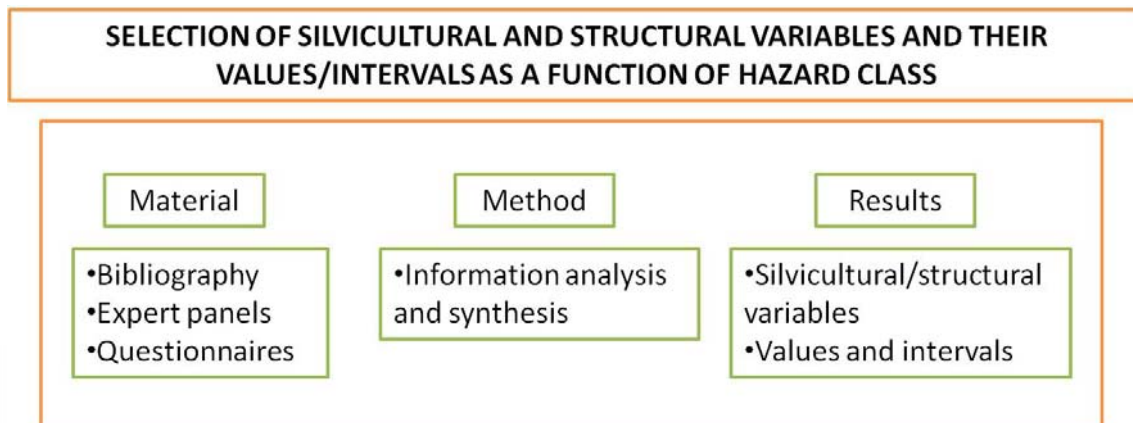 SELECTION OF SILVICULTURAL AND STRUCTURAL VARIABLES AND THEIR
VALUES/INTERVALS AS A FUNCTION OF HAZARD CLASS
Material
•Bibliography
•Expert panels
•Questionnaires
Method
•Information analysis
and synthesis
Results
•Silvicultural/structural
variables
•Values and intervals